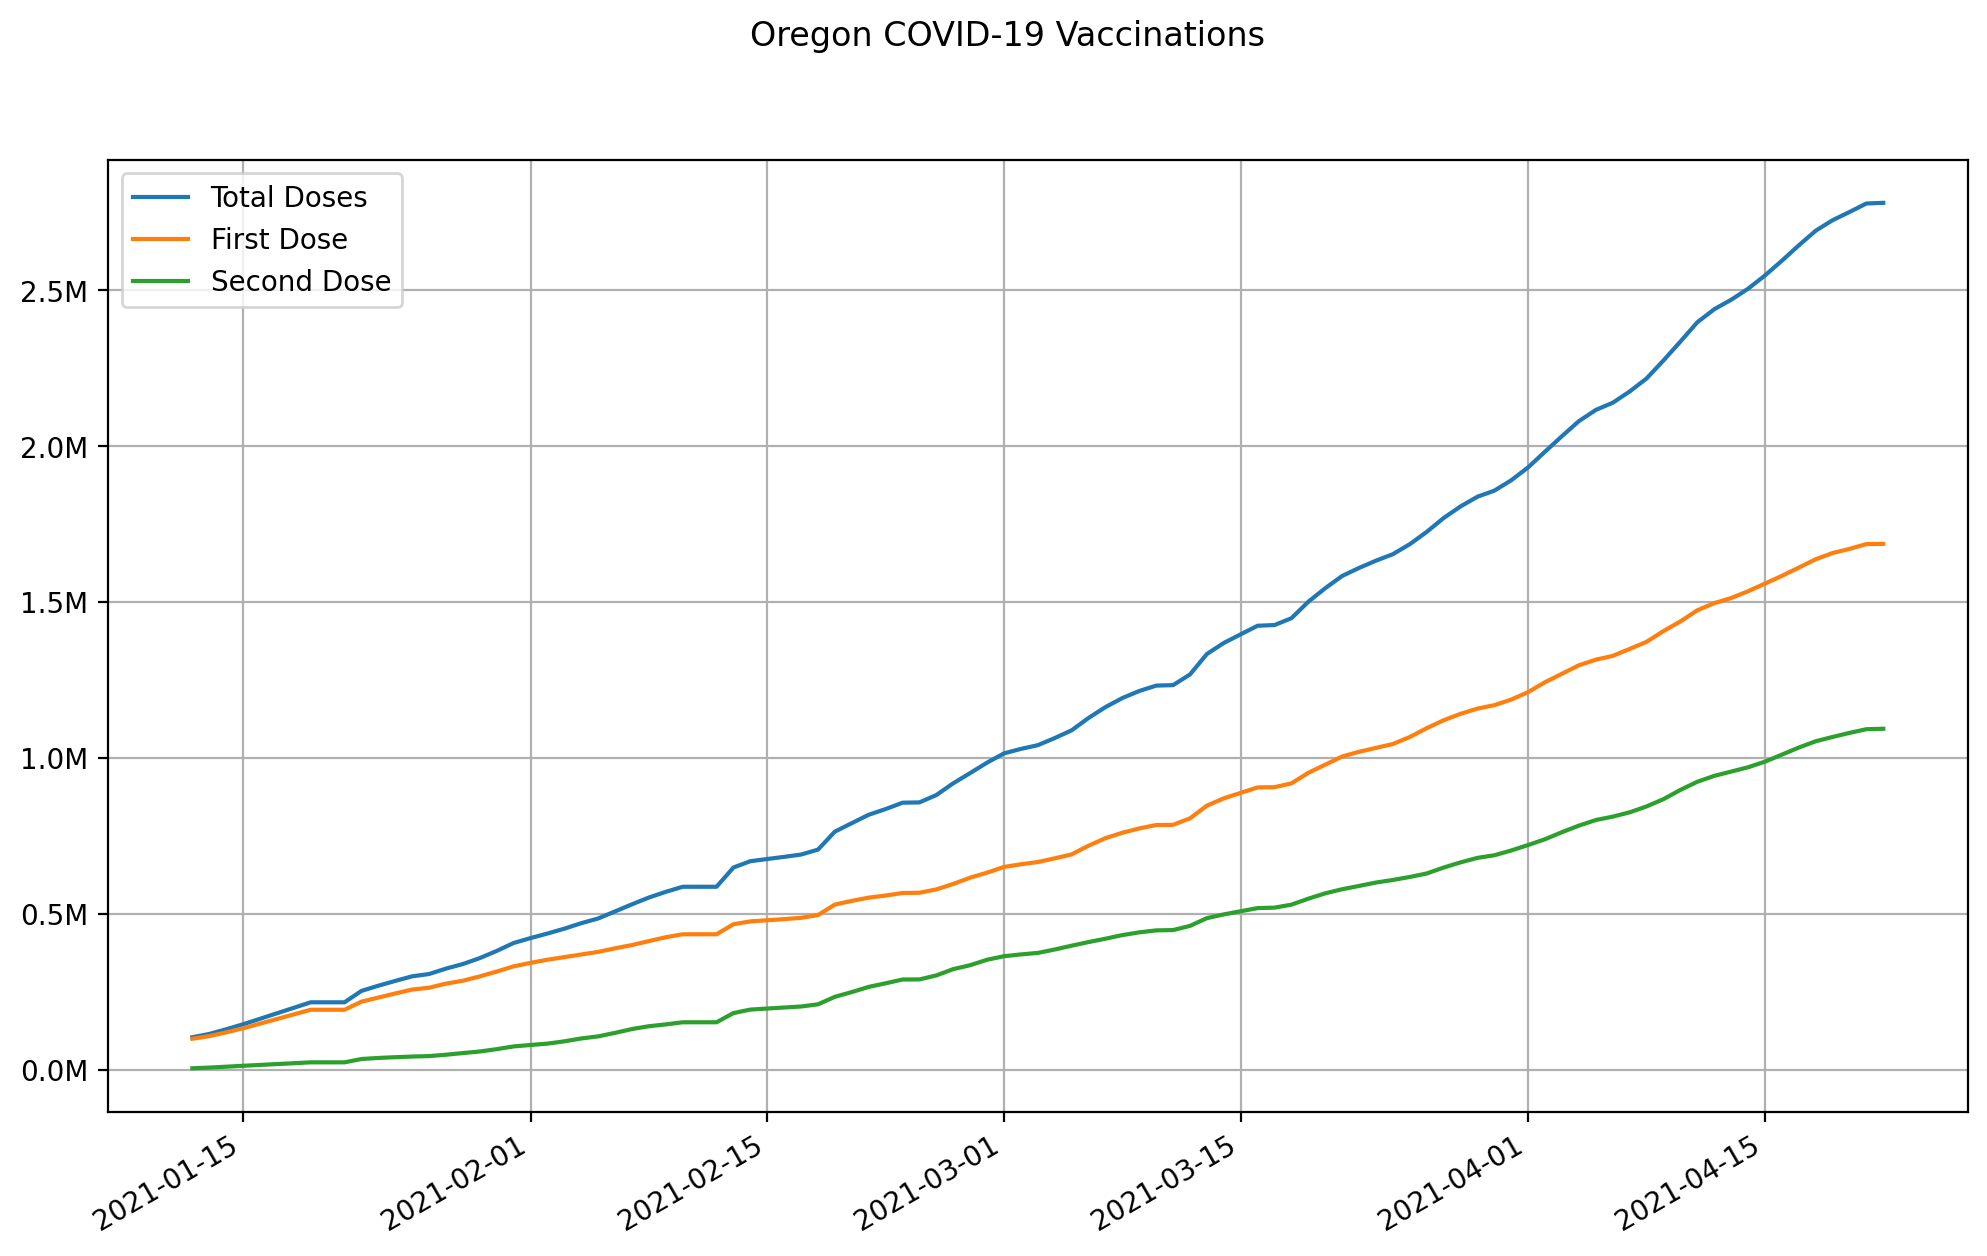 Oregon COVID-19 Vaccinations
Total Doses
First Dose
Second Dose
2.5M
2.0M
1.5M
1.0M
0.5M
0.0M
2021-01-15
2021-02-01
2021-02-15
2021-03-01
2021-03-15
2021-04-01
2021-04-15